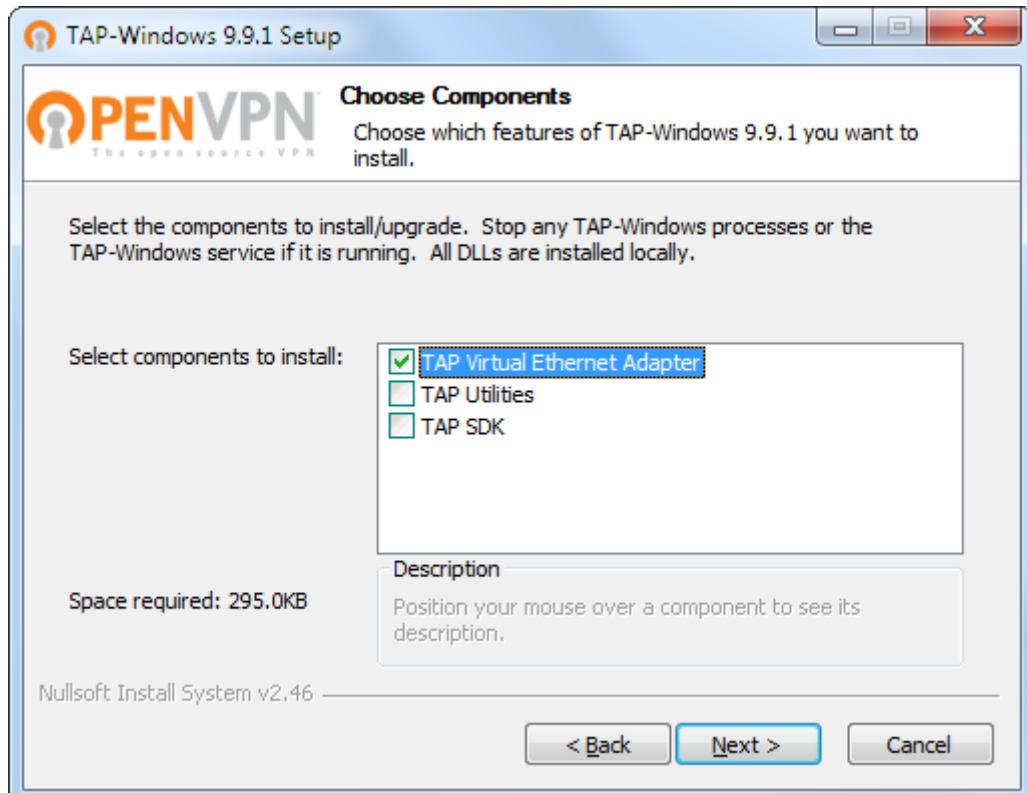 TAP-Windows 9.9.1 Setup
OPENVPN
The open source VPN
Choose Components
Choose which features of TAP-Windows 9.9.1 you want to
install.
Select the components to install/upgrade. Stop any TAP-Windows processes or the
TAP-Windows service if it is running. All DLLs are installed locally.
Select components to install:
TAP Virtual Ethernet Adapter
TAP Utilities
TAP SDK
Space required: 295.0KB
Description
Position your mouse over a component to see its
description.
Nullsoft Install System v2.46
< Back Next > Cancel